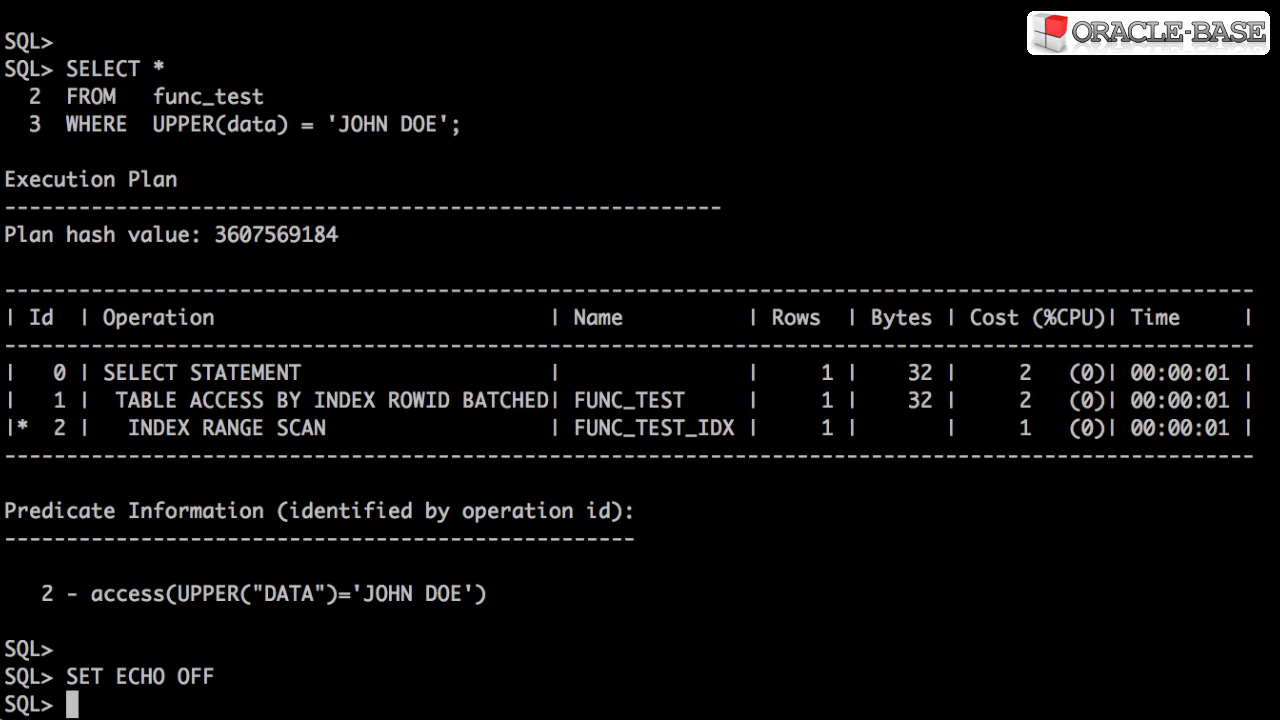 ORACLE-BASE
SQL>
SQL> SELECT *
  2  FROM   func_test
  3  WHERE  UPPER(data) = 'JOHN DOE';
Execution Plan
----------------------------------------------------------
Plan hash value: 3607569184
-----------------------------------------------------------------------------------------------------
| Id  | Operation                           | Name          | Rows  | Bytes | Cost (%CPU)| Time     |
-----------------------------------------------------------------------------------------------------
|   0 | SELECT STATEMENT                    |               |     1 |    32 |     2   (0)| 00:00:01 |
|   1 |  TABLE ACCESS BY INDEX ROWID BATCHED| FUNC_TEST     |     1 |    32 |     2   (0)| 00:00:01 |
|*  2 |   INDEX RANGE SCAN                  | FUNC_TEST_IDX |     1 |       |     1   (0)| 00:00:01 |
-----------------------------------------------------------------------------------------------------
Predicate Information (identified by operation id):
---------------------------------------------------
   2 - access(UPPER("DATA")='JOHN DOE')
SQL>
SQL> SET ECHO OFF
SQL>